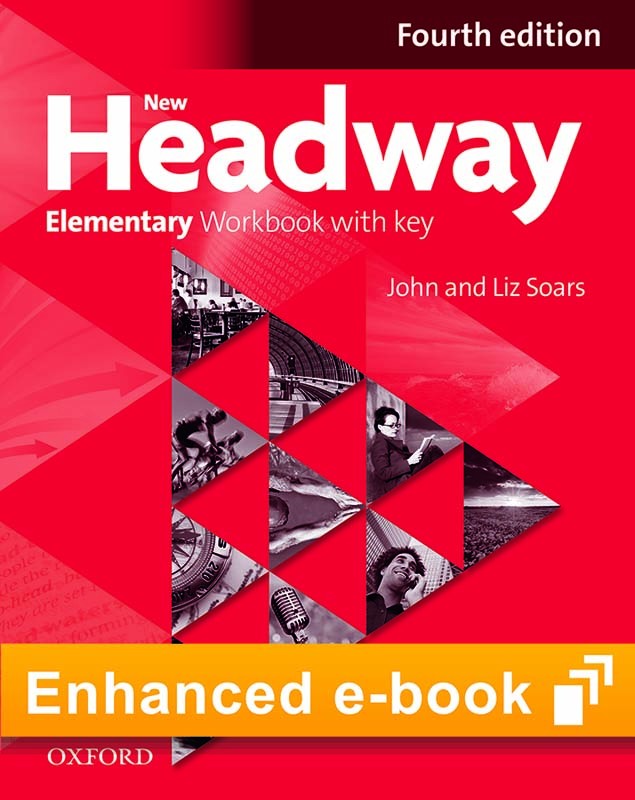 Fourth edition
New
Headway
Elementary Workbook with key
John and Liz Soars
Enhanced e-book
OXFORD